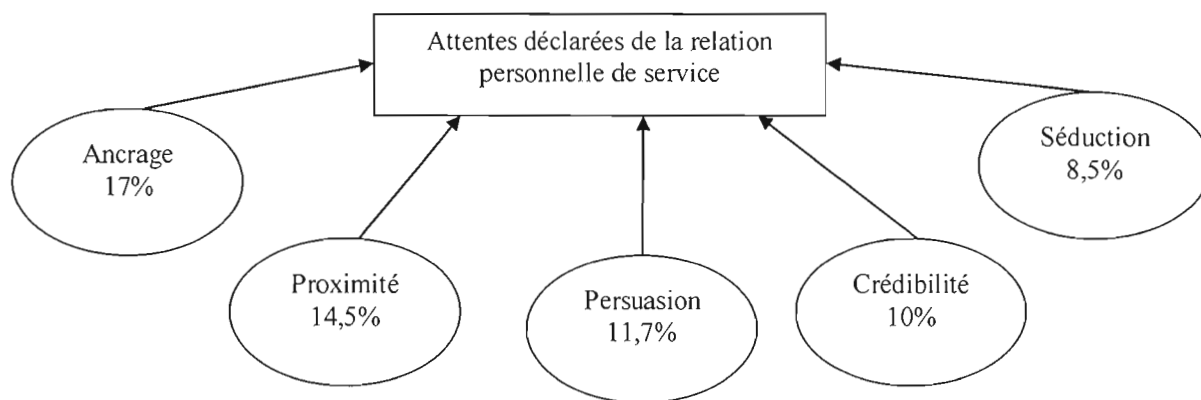 Attentes déclarées de la relation
personnelle de service
Ancrage
17%
Séduction
8,5%
Proximité
14,5%
Persuasion
11,7%
Crédibilité
10%